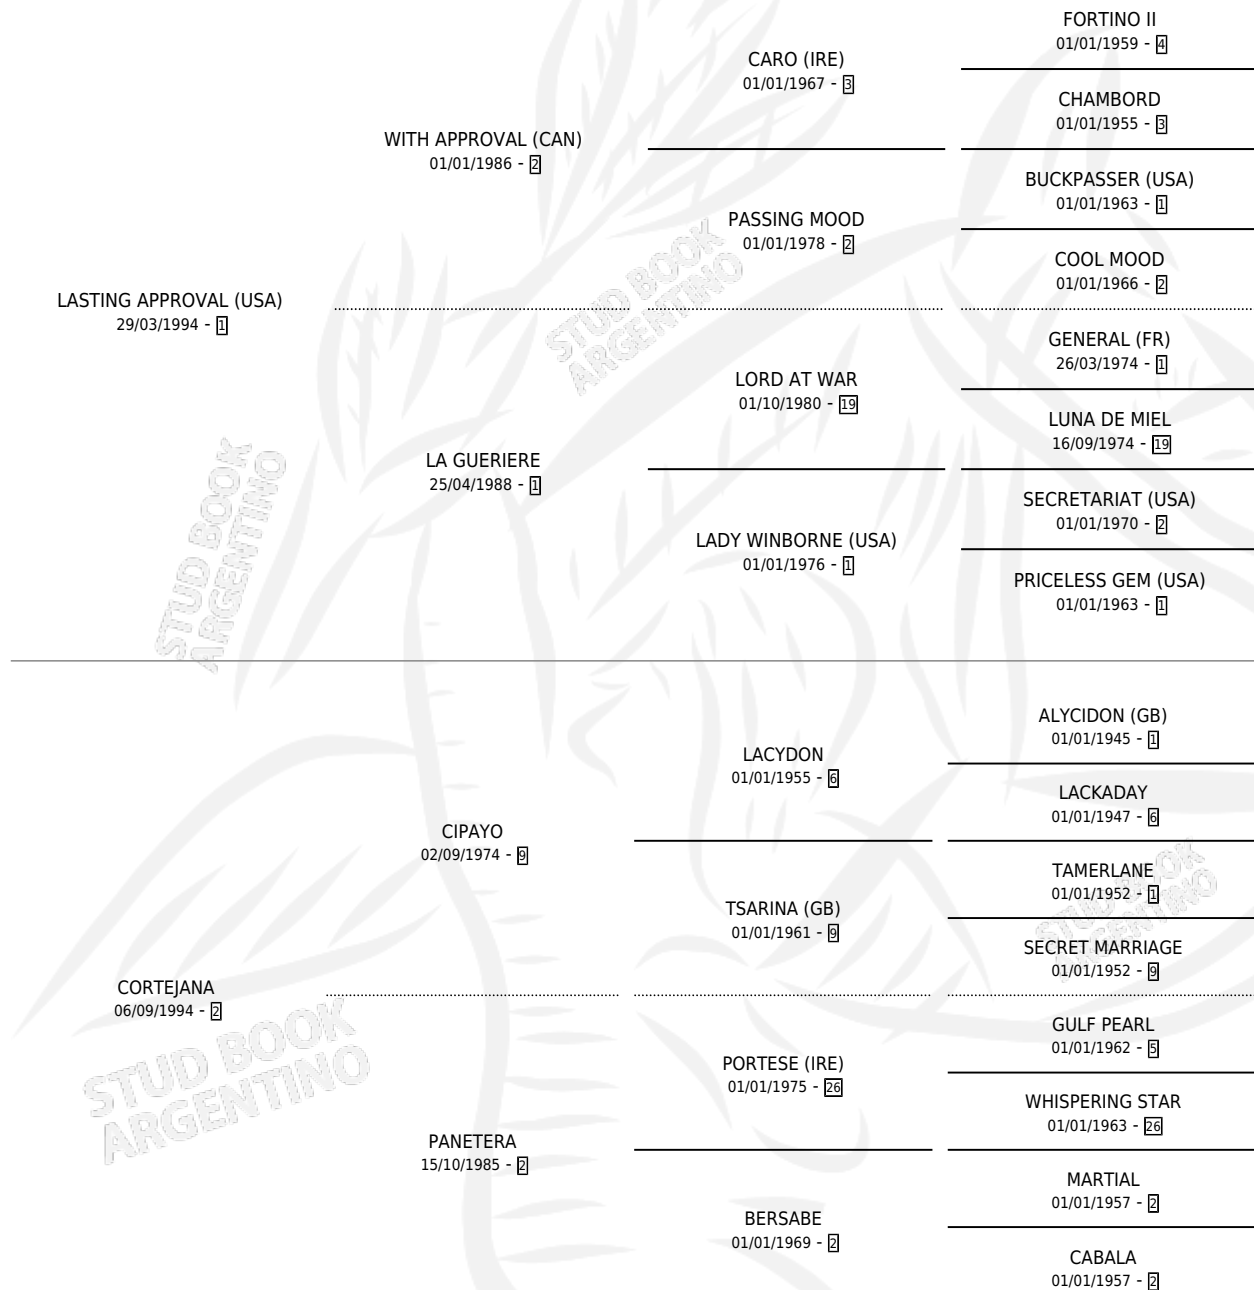 FORTINO II
01/01/1959 - 4
CARO (IRE)
01/01/1967 - 3
CHAMBORD
01/01/1955 - 3
WITH APPROVAL (CAN)
01/01/1986 - 2
BUCKPASSER (USA)
01/01/1963 - 1
PASSING MOOD
01/01/1978 - 2
COOL MOOD
01/01/1966 - 2
LASTING APPROVAL (USA)
29/03/1994 - 1
STUD BOOK
ARGENTINO
GENERAL (FR)
26/03/1974 - 1
LORD AT WAR
01/10/1980 - 19
LUNA DE MIEL
16/09/1974 - 19
LA GUERIERE
25/04/1988 - 1
SECRETARIAT (USA)
01/01/1970 - 2
LADY WINBORNE (USA)
01/01/1976 - 1
PRICELESS GEM (USA)
01/01/1963 - 1
STUD BOOK
ARGENTINO
ALYCIDON (GB)
01/01/1945 - 1
LACYDON
01/01/1955 - 6
LACKADAY
01/01/1947 - 6
CIPAYO
02/09/1974 - 9
TAMERLANE
01/01/1952 - 1
TSARINA (GB)
01/01/1961 - 9
STUD BOOK
ARGENTINO
SECRET MARRIAGE
01/01/1952 - 9
CORTEJANA
06/09/1994 - 2
GULF PEARL
01/01/1962 - 5
PORTESE (IRE)
01/01/1975 - 26
WHISPERING STAR
01/01/1963 - 26
STUD BOOK
ARGENTINO
PANETERA
15/10/1985 - 2
MARTIAL
01/01/1957 - 2
BERSABE
01/01/1969 - 2
CABALA
01/01/1957 - 2